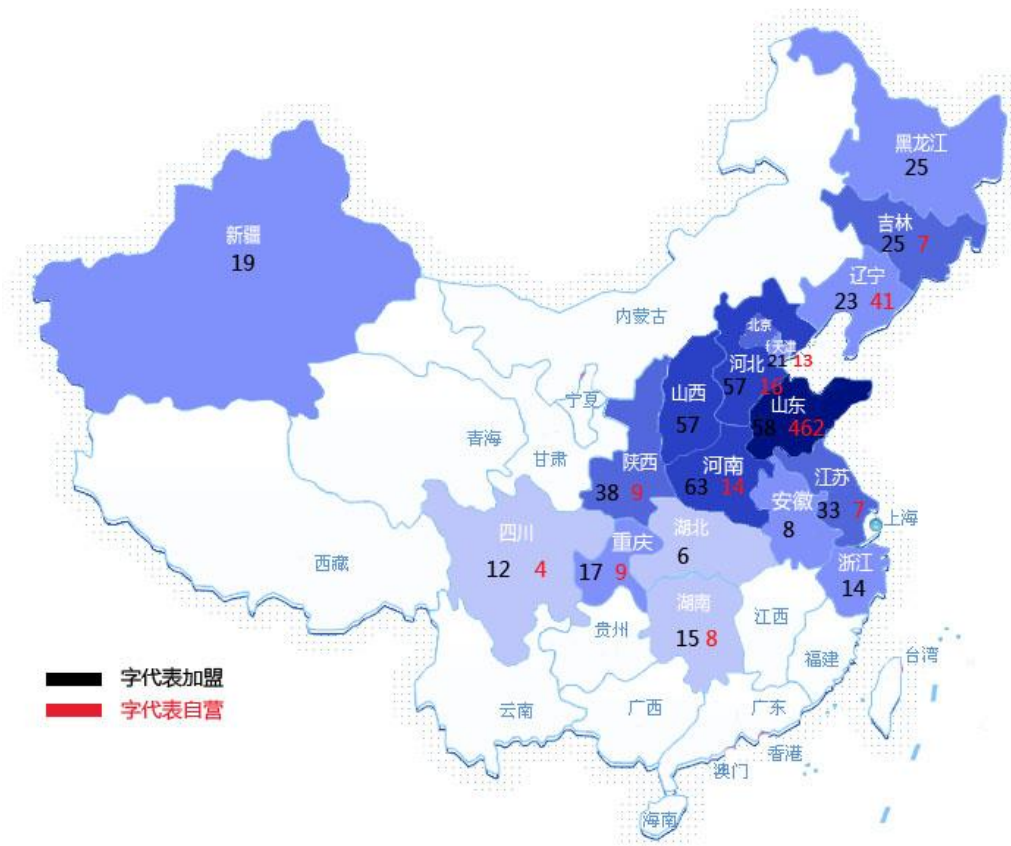 黑龙江
25
吉林
25 7
新疆
19
辽宁
23 41
内蒙古
北京
天津
21 13
河北
57 16
山西
57
山东
58 462
宁夏
青海
甘肃
陕西
38 9
河南
63 14
江苏
33 7
安徽
8
上海
四川
12 4
重庆
17 9
湖北
6
浙江
14
西藏
湖南
15 8
江西
贵州
福建
台湾
云南
广西
广东
香港
澳门
海南
字代表加盟
字代表自营